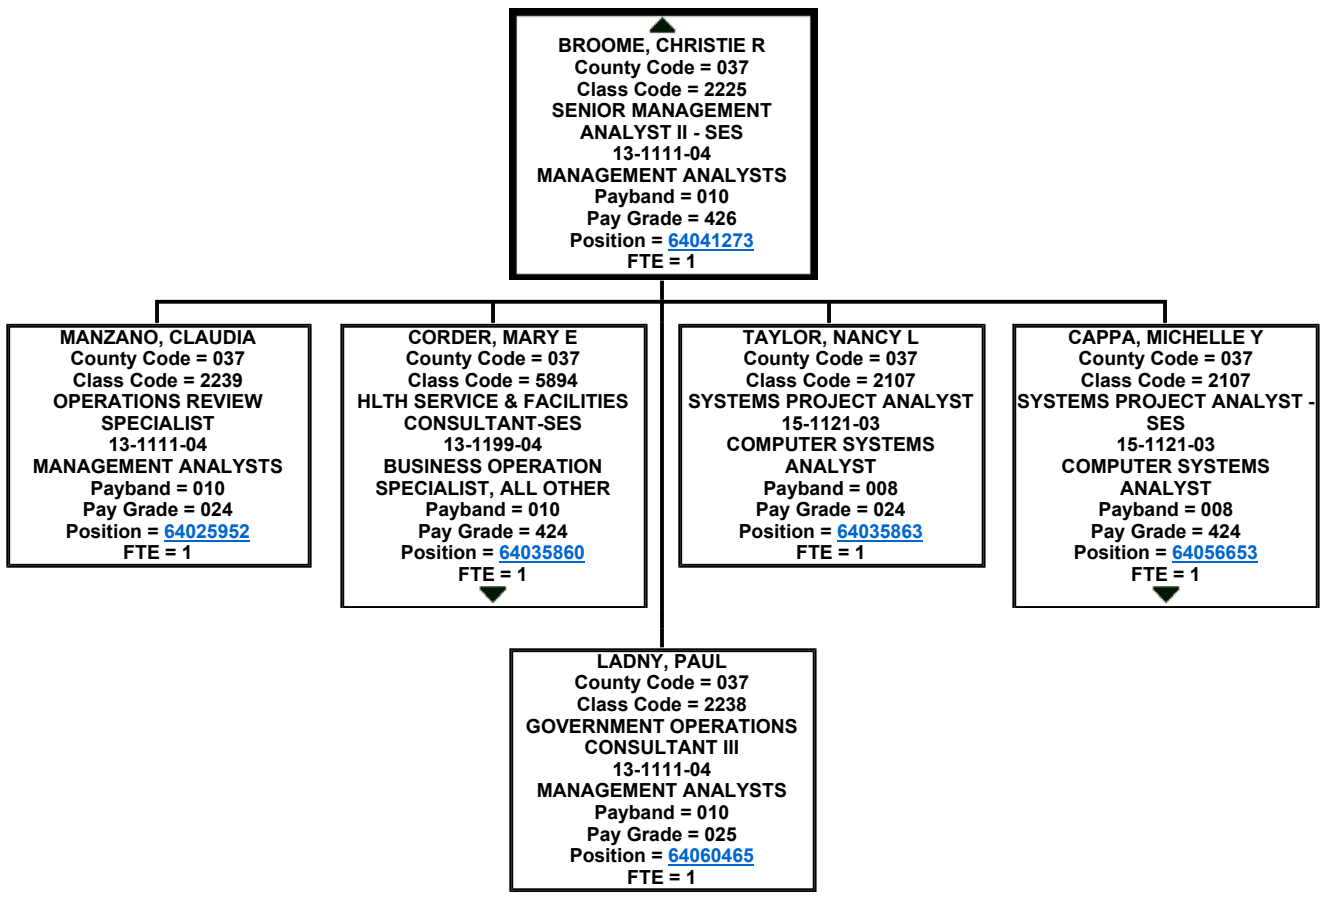 BROOME, CHRISTIE R
County Code = 037
Class Code = 2225
SENIOR MANAGEMENT
ANALYST II - SES
13-1111-04
MANAGEMENT ANALYSTS
Payband = 010
Pay Grade = 426
Position = 64041273
FTE = 1
MANZANO, CLAUDIA
County Code = 037
Class Code = 2239
OPERATIONS REVIEW
SPECIALIST
13-1111-04
MANAGEMENT ANALYSTS
Payband = 010
Pay Grade = 024
Position = 64025952
FTE = 1
CORDER, MARY E
County Code = 037
Class Code = 5894
HLTH SERVICE & FACILITIES
CONSULTANT-SES
13-1199-04
BUSINESS OPERATION
SPECIALIST, ALL OTHER
Payband = 010
Pay Grade = 424
Position = 64035860
FTE = 1
TAYLOR, NANCY L
County Code = 037
Class Code = 2107
SYSTEMS PROJECT ANALYST
15-1121-03
COMPUTER SYSTEMS
ANALYST
Payband = 008
Pay Grade = 024
Position = 64035863
FTE = 1
CAPPA, MICHELLE Y
County Code = 037
Class Code = 2107
SYSTEMS PROJECT ANALYST -
SES
15-1121-03
COMPUTER SYSTEMS
ANALYST
Payband = 008
Pay Grade = 424
Position = 64056653
FTE = 1
LADNY, PAUL
County Code = 037
Class Code = 2238
GOVERNMENT OPERATIONS
CONSULTANT III
13-1111-04
MANAGEMENT ANALYSTS
Payband = 010
Pay Grade = 025
Position = 64060465
FTE = 1